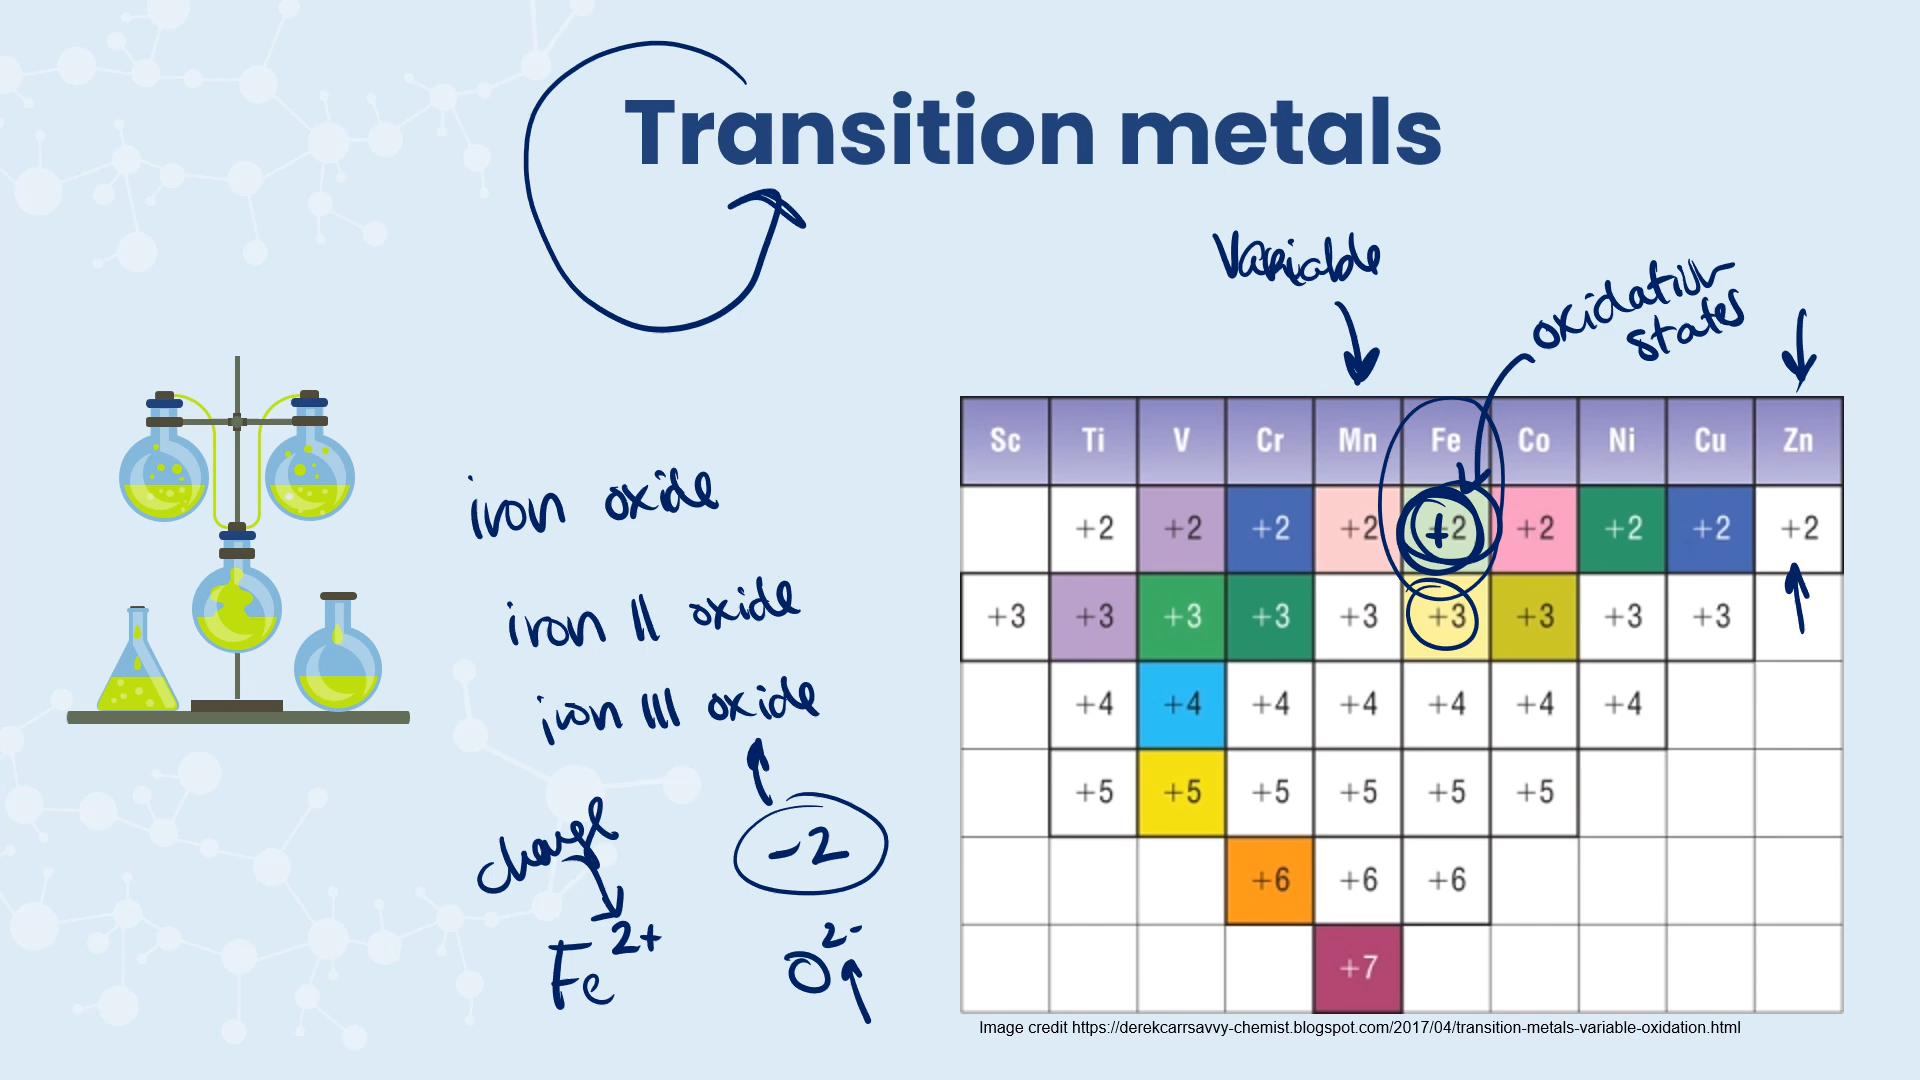 Transition metals
Variable
oxidation
states
iron oxide
iron II oxide
iron III oxide
charge
-2
Fe 2+
O 2-
Sc Ti V Cr Mn Fe Co Ni Cu Zn
+2 +2 +2 +2 +2 +2 +2 +2 +2
+3 +3 +3 +3 +3 +3 +3 +3 +3
+4 +4 +4 +4 +4 +4 +4
+5 +5 +5 +5 +5 +5
+6 +6 +6
+7
Image credit https://derekcarrsavvy-chemist.blogspot.com/2017/04/transition-metals-variable-oxidation.html